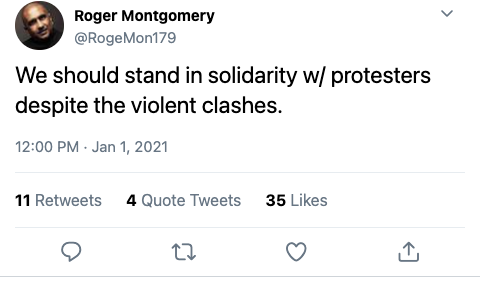 Roger Montgomery
@RogeMon179
We should stand in solidarity w/ protesters
despite the violent clashes.
12:00 PM · Jan 1, 2021
11 Retweets 4 Quote Tweets 35 Likes